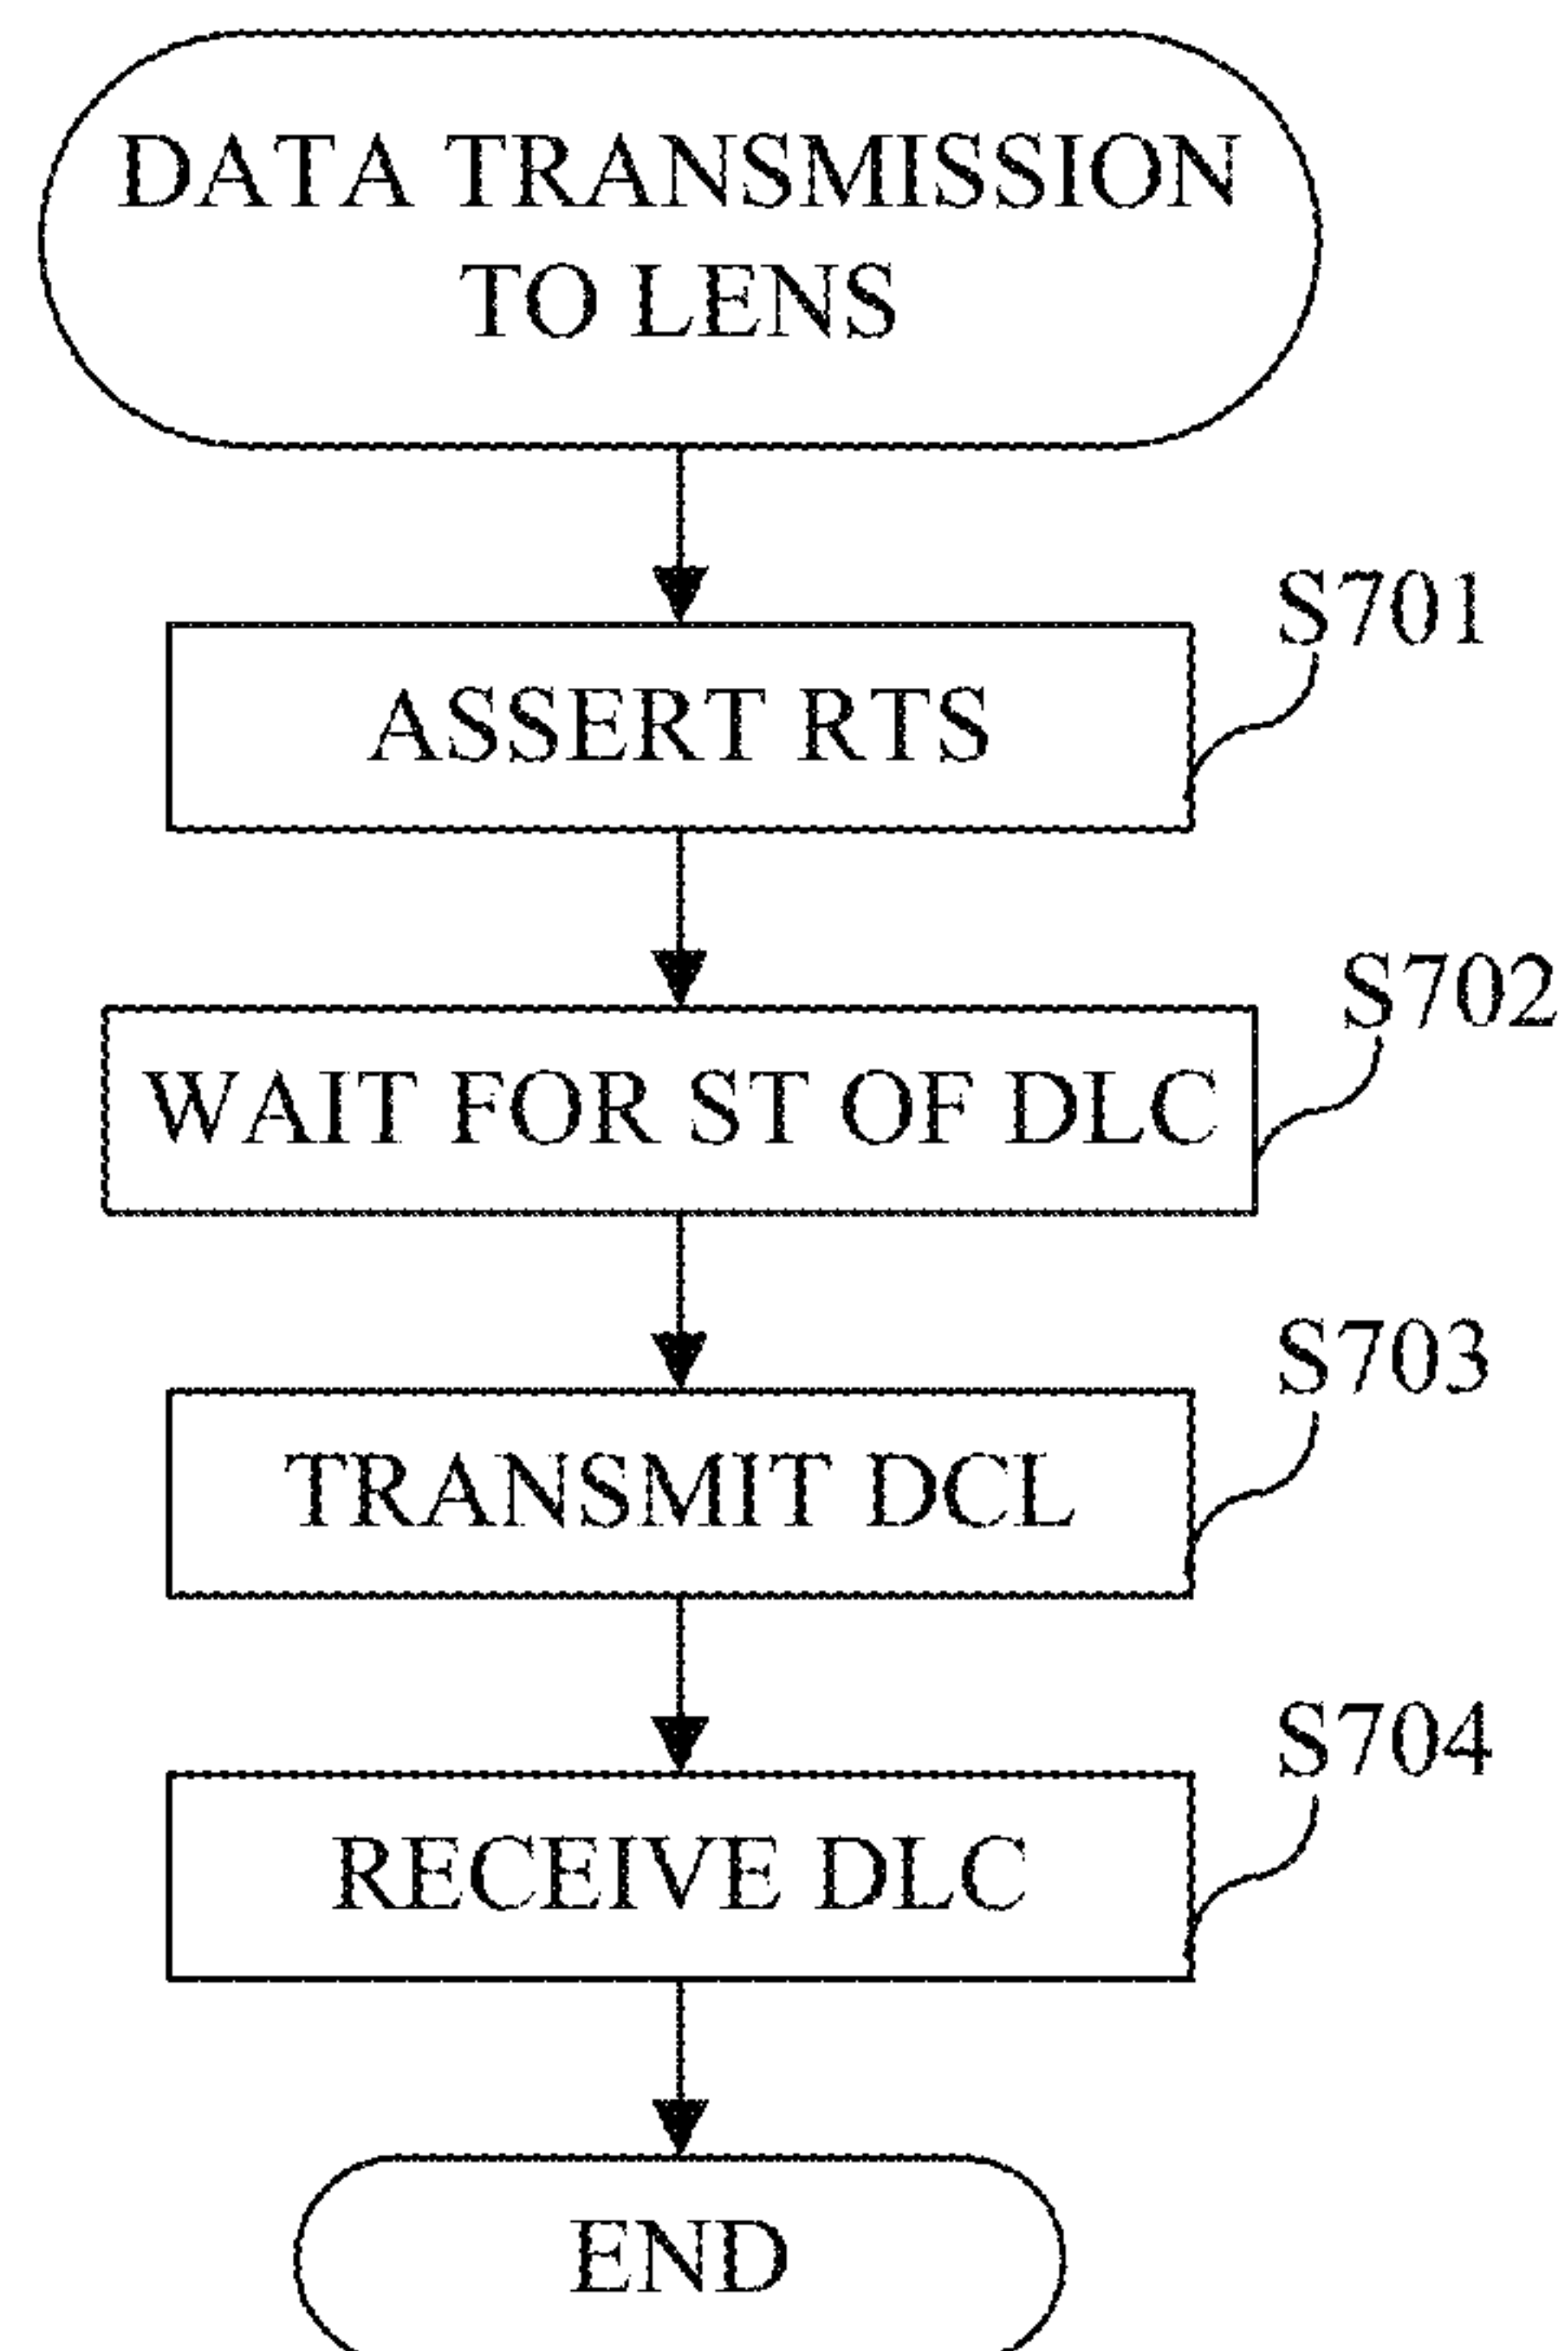 DATA TRANSMISSION
TO LENS
S701
ASSERT RTS
S702
WAIT FOR ST OF DLC
S703
TRANSMIT DCL
S704
RECEIVE DLC
END